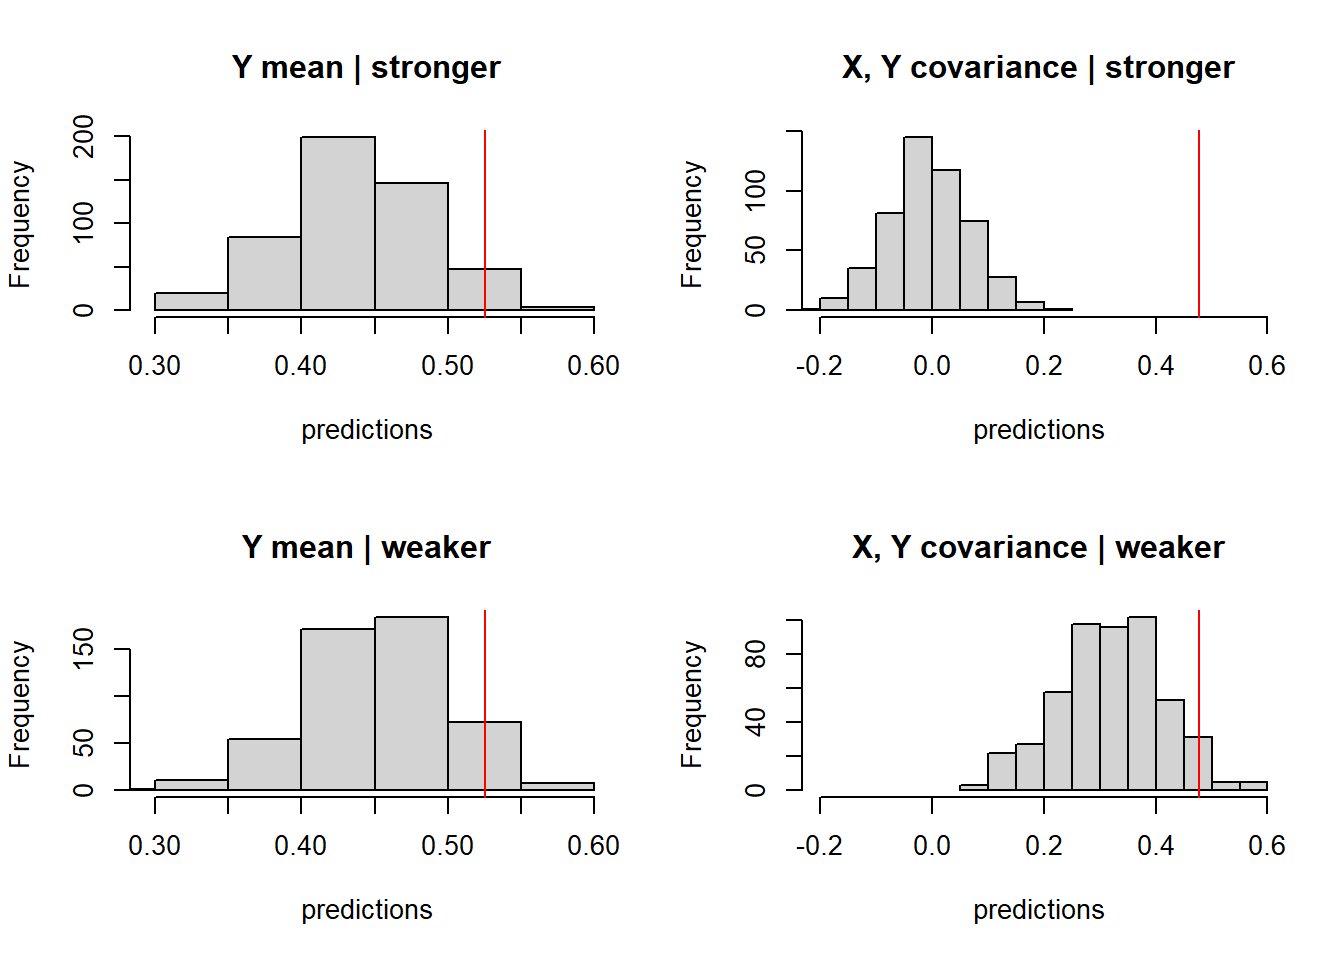 Y mean | stronger
Frequency
0 100 200
0.30 0.40 0.50 0.60
predictions
X, Y covariance | stronger
Frequency
0 50 100
-0.2 0.0 0.2 0.4 0.6
predictions
Y mean | weaker
Frequency
0 50 150
0.30 0.40 0.50 0.60
predictions
X, Y covariance | weaker
Frequency
0 40 80
-0.2 0.0 0.2 0.4 0.6
predictions